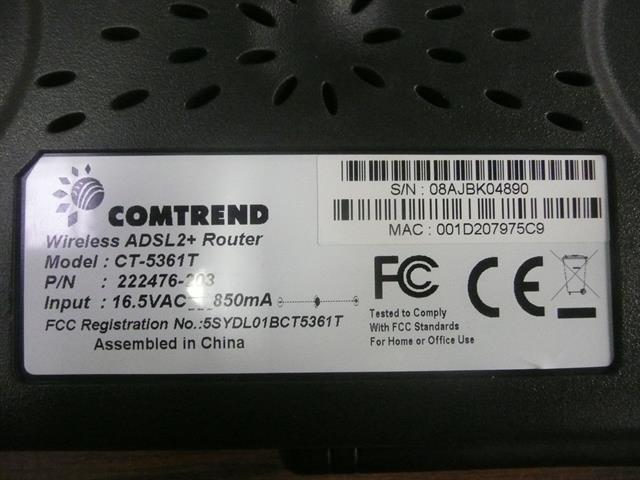 COMTREND
Wireless ADSL2+ Router
Model : CT-5361T
P/N : 222476-203
Input : 16.5VAC 850mA
FCC Registration No.:5SYDL01BCT5361T
Assembled in China
S/N : 08AJBK04890
MAC : 001D207975C9
FC CE
Tested to Comply
With FCC Standards
For Home or Office Use